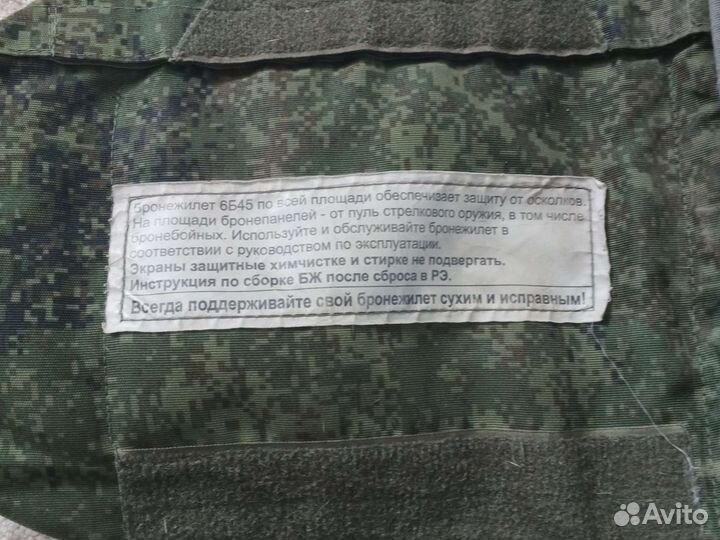 бронежилет 6Б45 по всей площади обеспечивает защиту от осколков.
На площади бронепанелей - от пуль стрелкового оружия, в том числе
бронебойных. Используйте и обслуживайте бронежилет в
соответствии с руководством по эксплуатации.
Экраны защитные химчистке и стирке не подвергать.
Инструкция по сборке БЖ после сброса в РЭ.
Всегда поддерживайте свой бронежилет сухим и исправным!
Avito